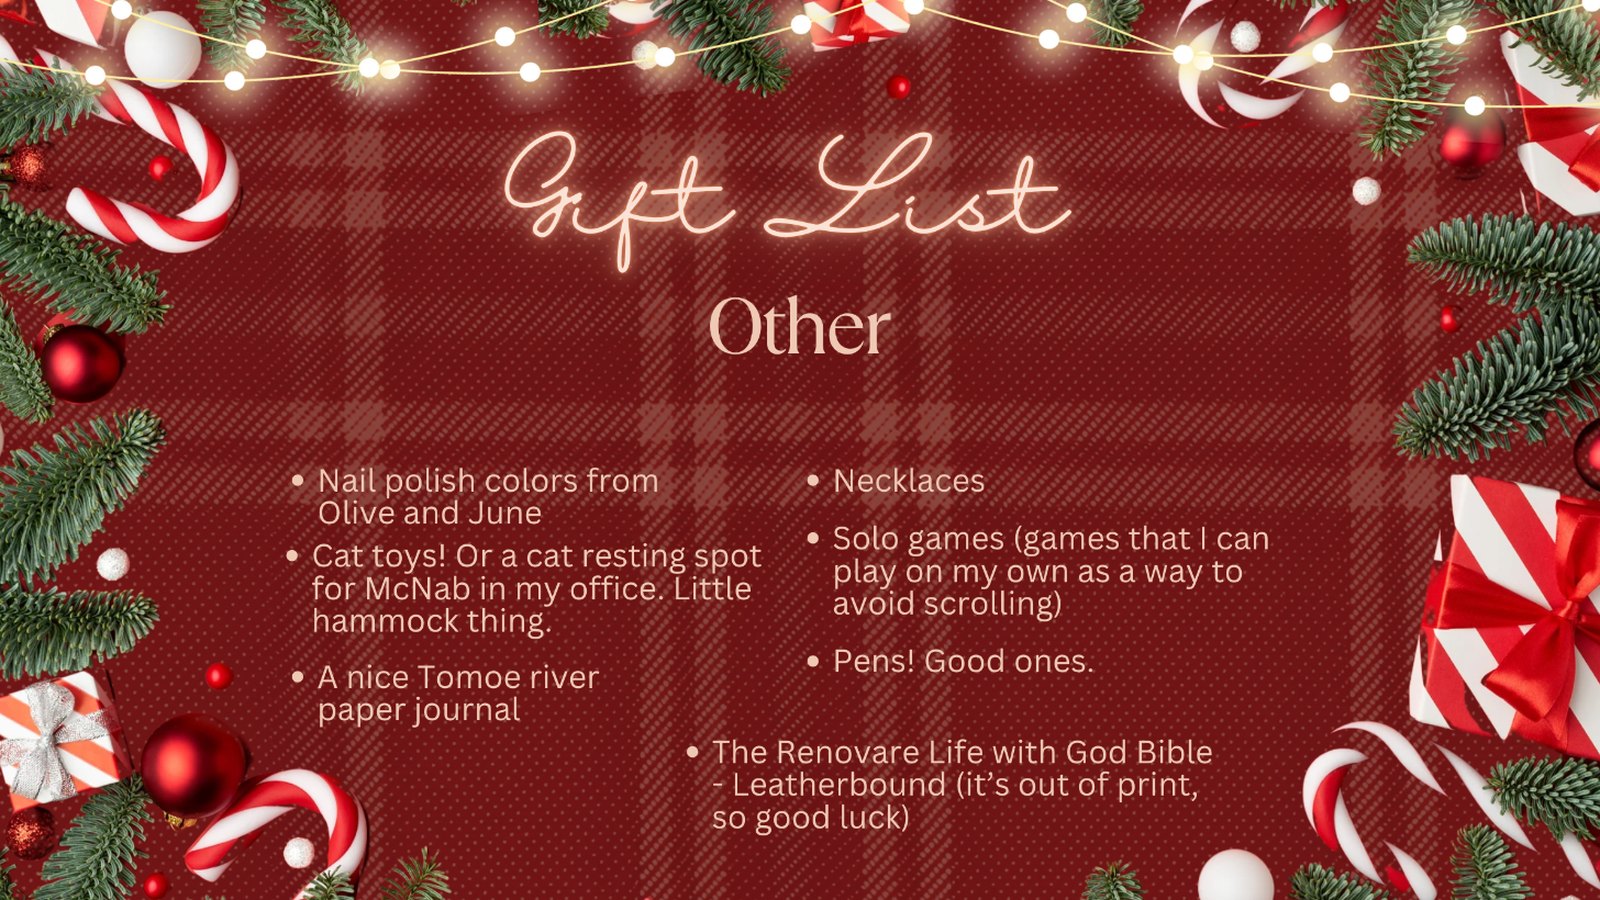 Gift List
Other
• Nail polish colors from
Olive and June
• Cat toys! Or a cat resting spot
for McNab in my office. Little
hammock thing.
• A nice Tomoe river
paper journal
• Necklaces
• Solo games (games that I can
play on my own as a way to
avoid scrolling)
• Pens! Good ones.
• The Renovare Life with God Bible
- Leatherbound (it’s out of print,
so good luck)